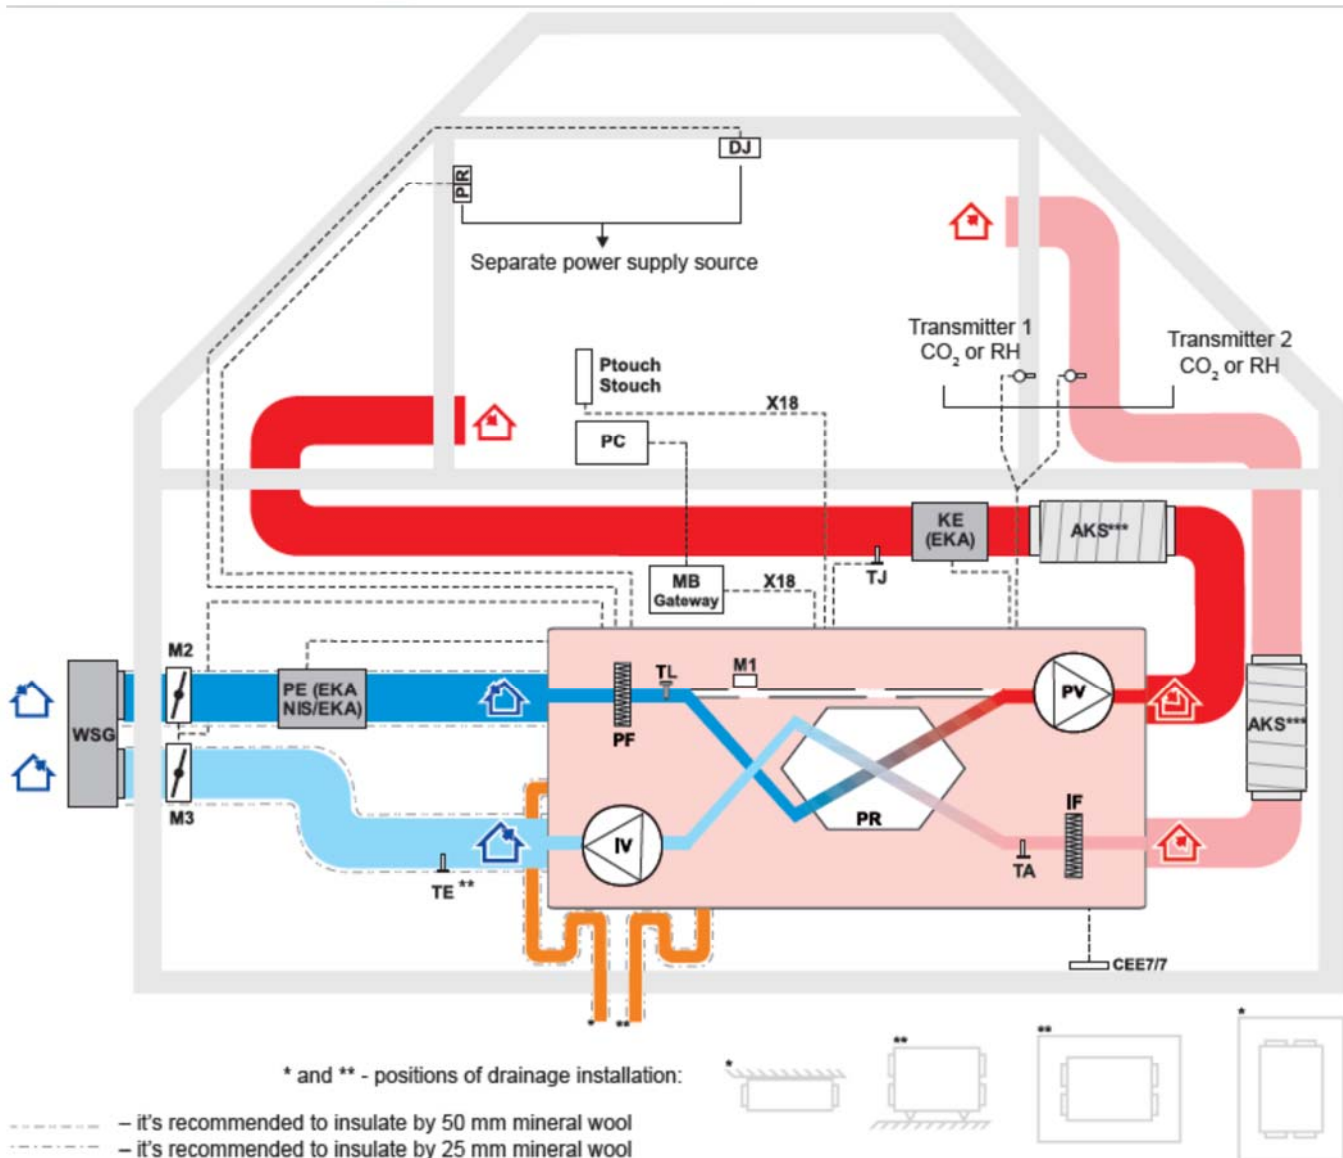 DJ
P R
Separate power supply source
Transmitter 1
CO2 or RH
Transmitter 2
CO2 or RH
Ptouch
Stouch
X18
PC
KE
(EKA)
AKS***
TJ
MB
Gateway
X18
M2
TL
M1
PV
PE (EKA
NIS/EKA)
WSG
PF
AKS***
M3
PR
IF
IV
TA
TE **
CEE7/7
* **
* and ** - positions of drainage installation:
* ** ** *
– it's recommended to insulate by 50 mm mineral wool
– it's recommended to insulate by 25 mm mineral wool